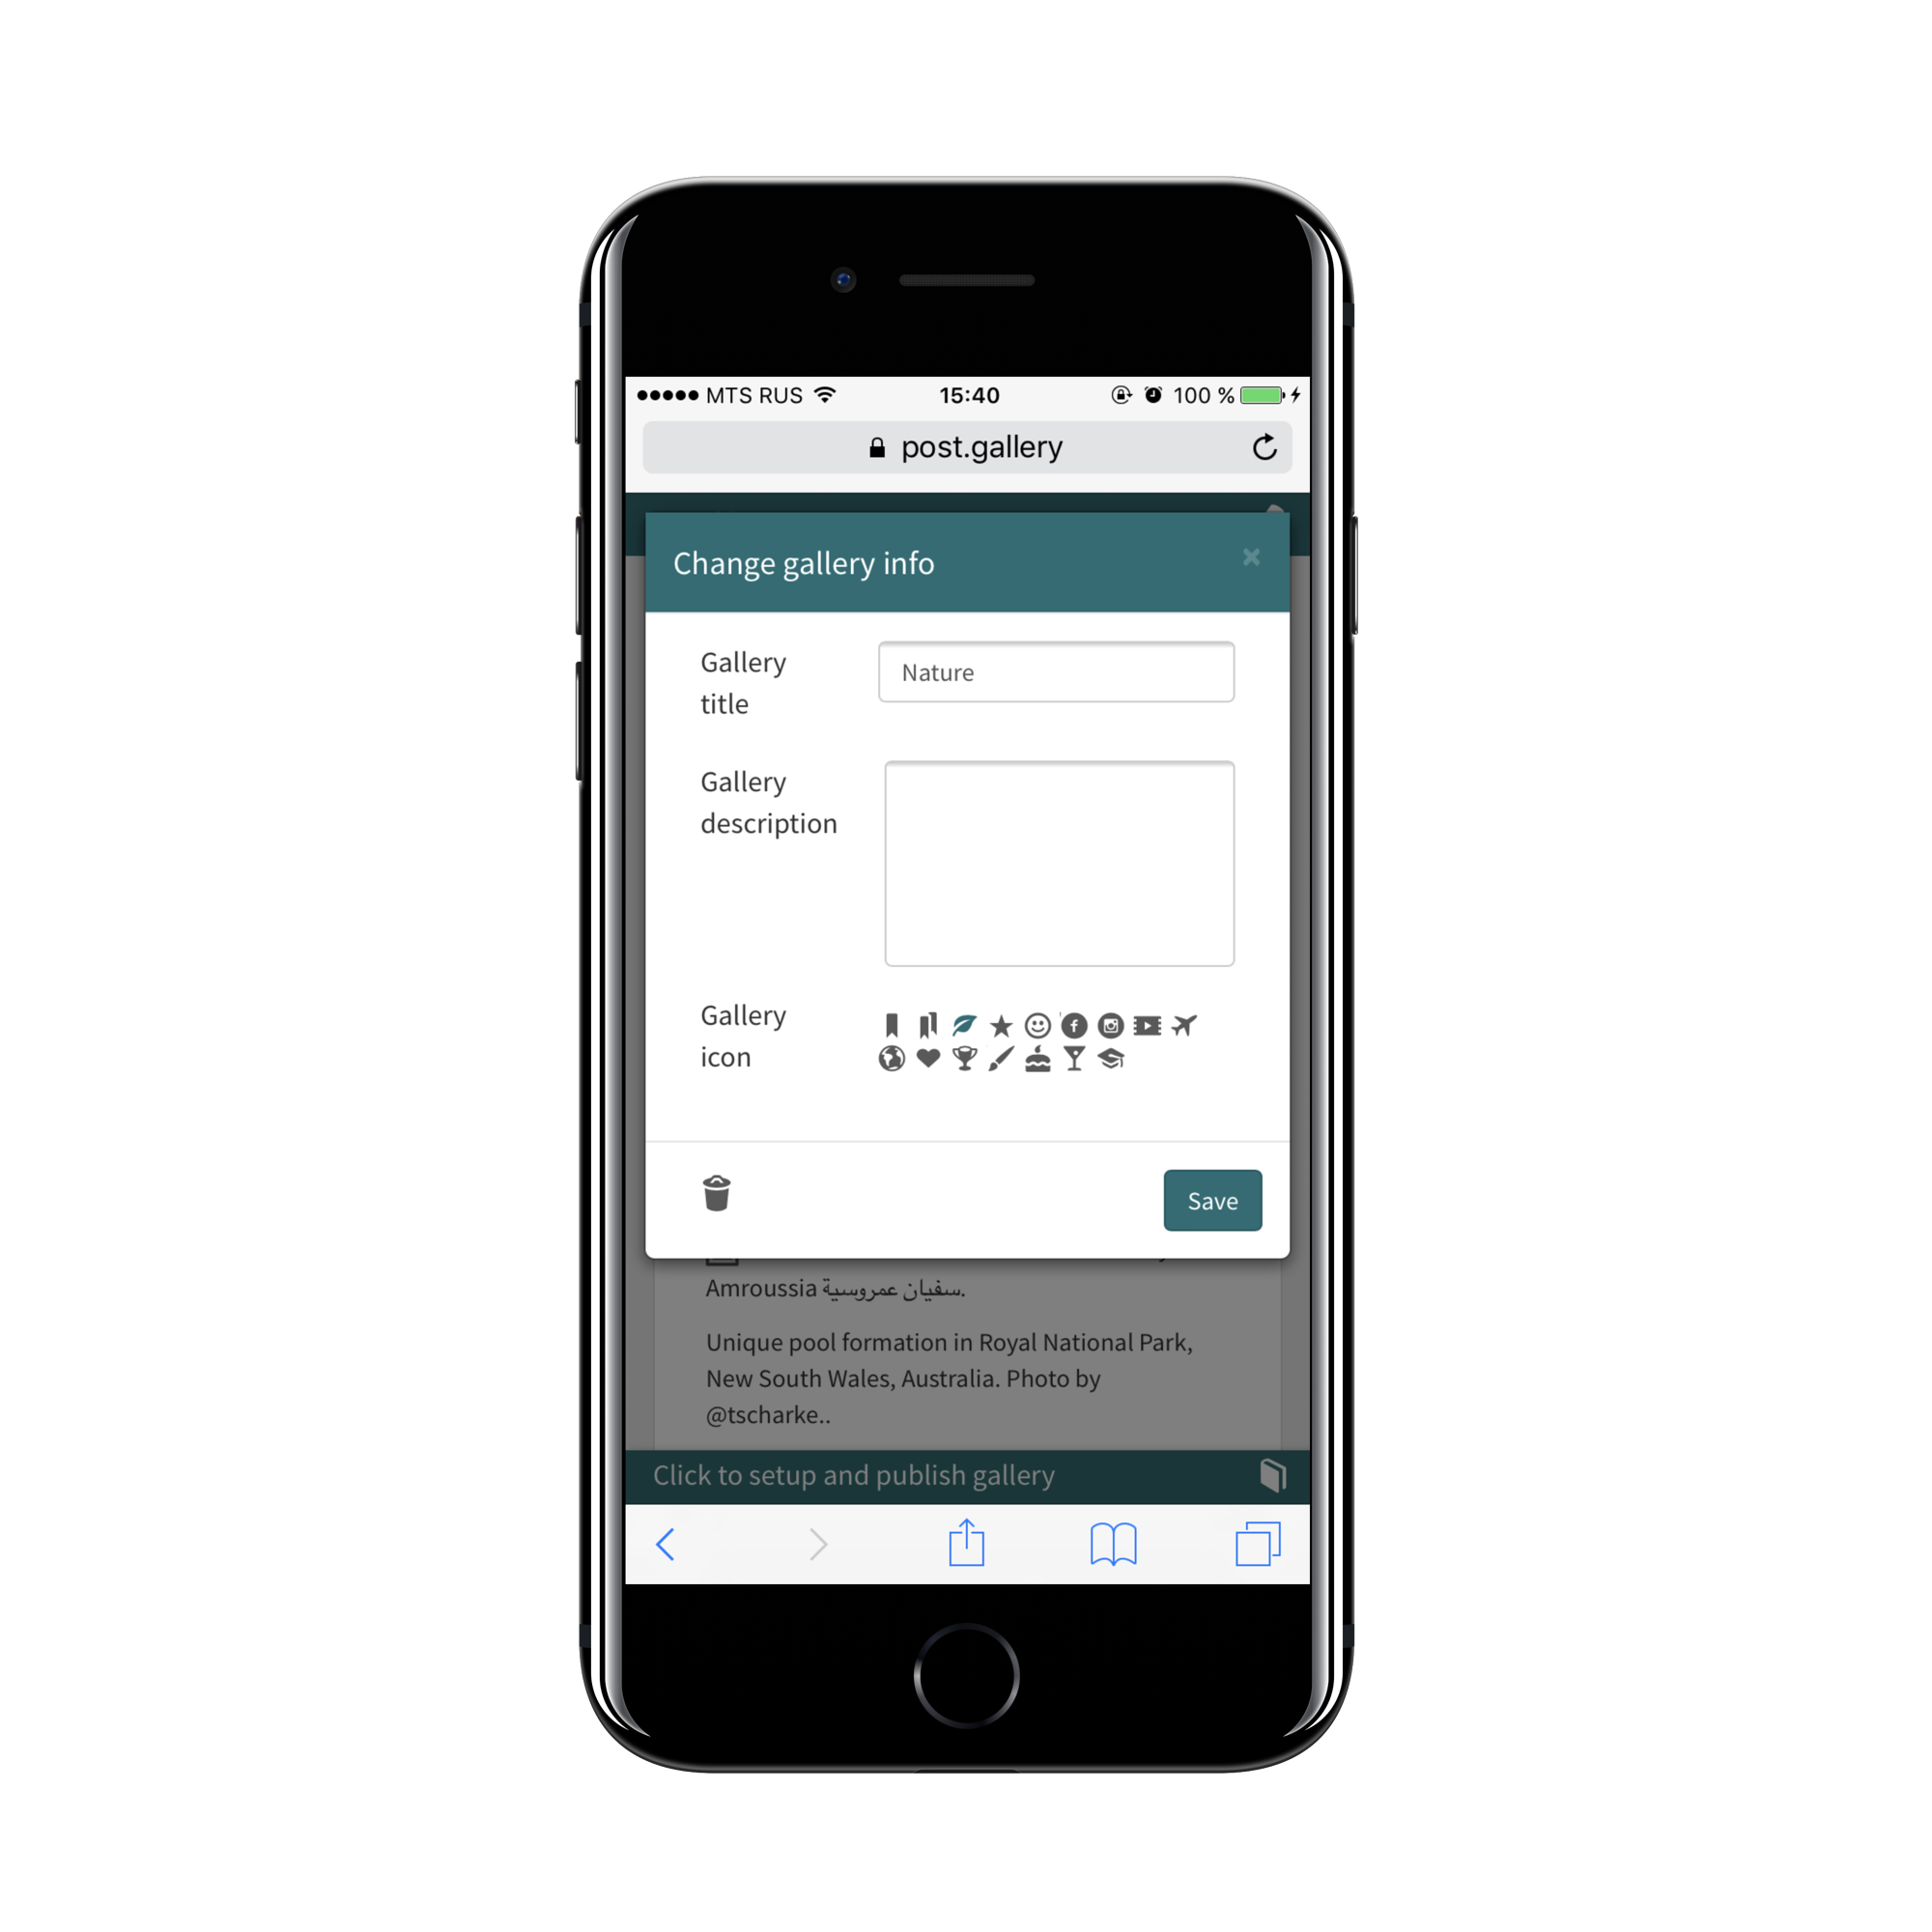 MTS RUS 15:40 100 %
post.gallery
Change gallery info
Gallery
title
Nature
Gallery
description
Gallery
icon
Save
Amroussia سفيان عمروسية.
Unique pool formation in Royal National Park,
New South Wales, Australia. Photo by
@tscharke..
Click to setup and publish gallery